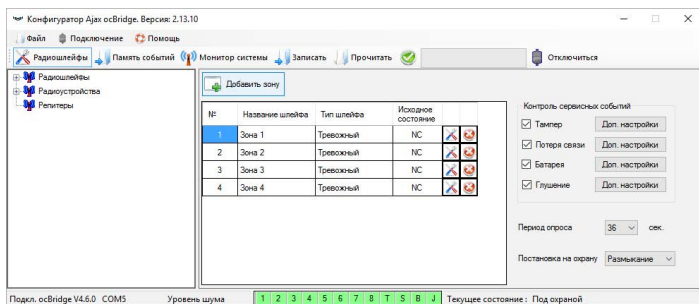 Конфигуратор Ajax ocBridge. Версия: 2.13.10
Файл Подключение Помощь
Радиошлейфы Память событий Монитор системы Записать Прочитать Отключиться
Радиошлейфы
Радиоустройства
Репитеры
Добавить зону
№ Название шлейфа Тип шлейфа Исходное состояние
1 Зона 1 Тревожный NC
2 Зона 2 Тревожный NC
3 Зона 3 Тревожный NC
4 Зона 4 Тревожный NC
Контроль сервисных событий
Тампер Доп. настройки
Потеря связи Доп. настройки
Батарея Доп. настройки
Глушение Доп. настройки
Период опроса 36 сек.
Постановка на охрану Размыкание
Подкл. ocBridge V4.6.0 COM5 Уровень шума 1 2 3 4 5 6 7 8 T S B J Текущее состояние : Под охраной